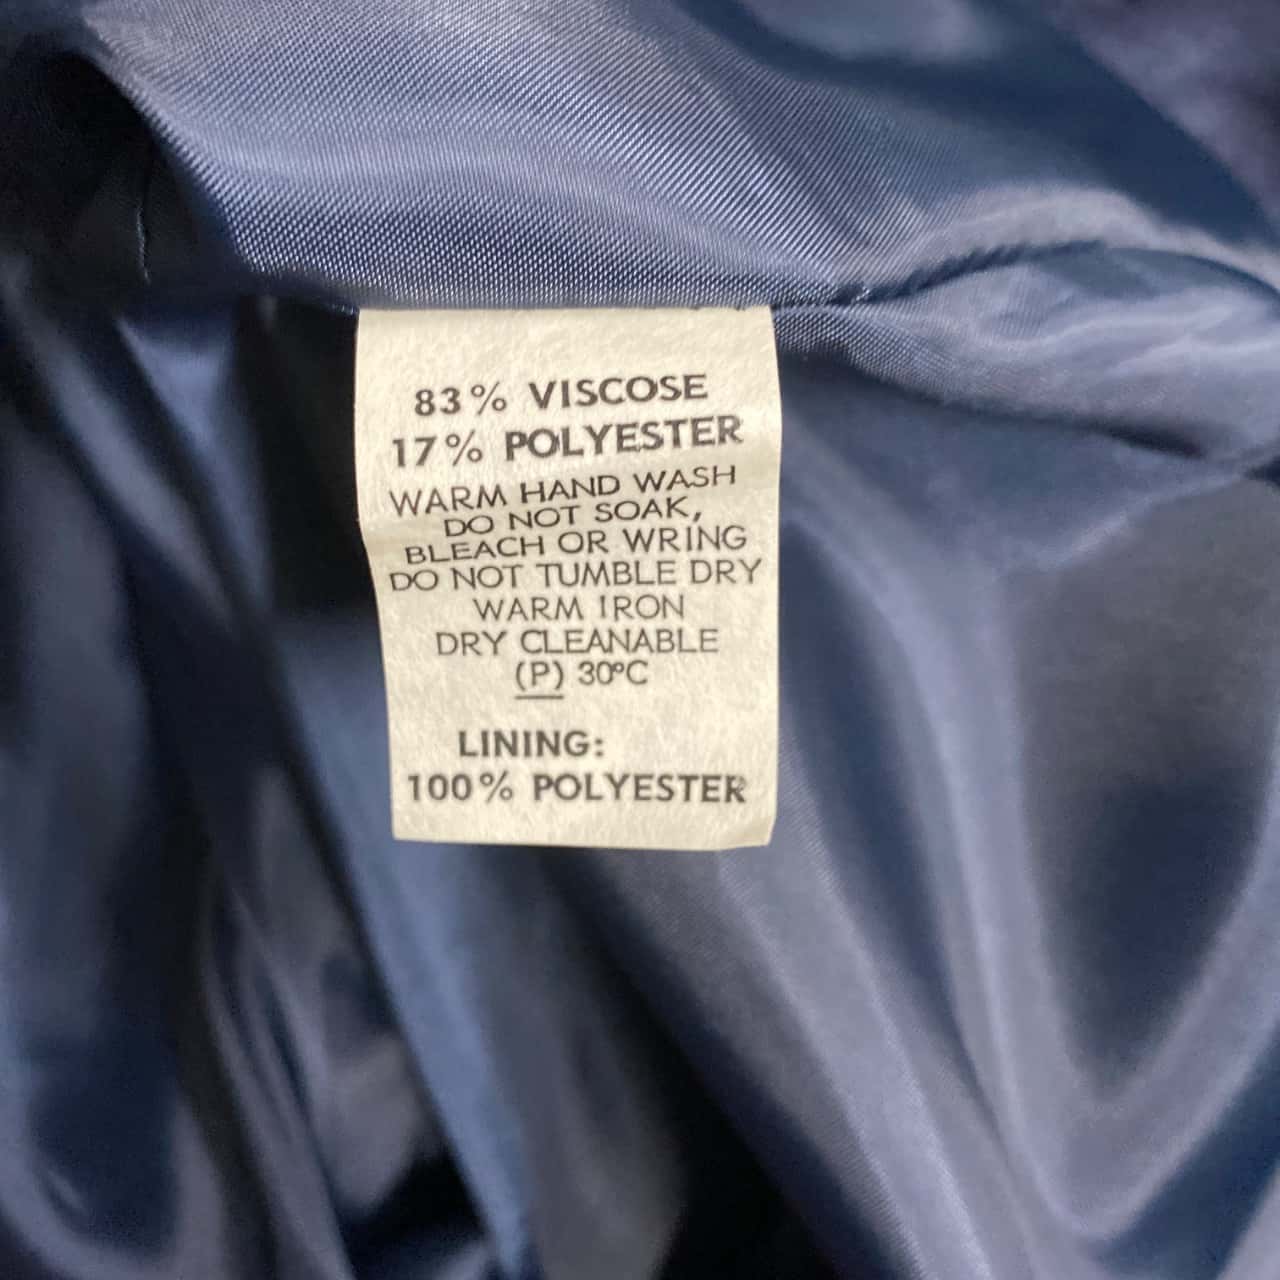 83% VISCOSE
17% POLYESTER
WARM HAND WASH
DO NOT SOAK,
BLEACH OR WRING
DO NOT TUMBLE DRY
WARM IRON
DRY CLEANABLE
(P) 30°C
LINING:
100% POLYESTER